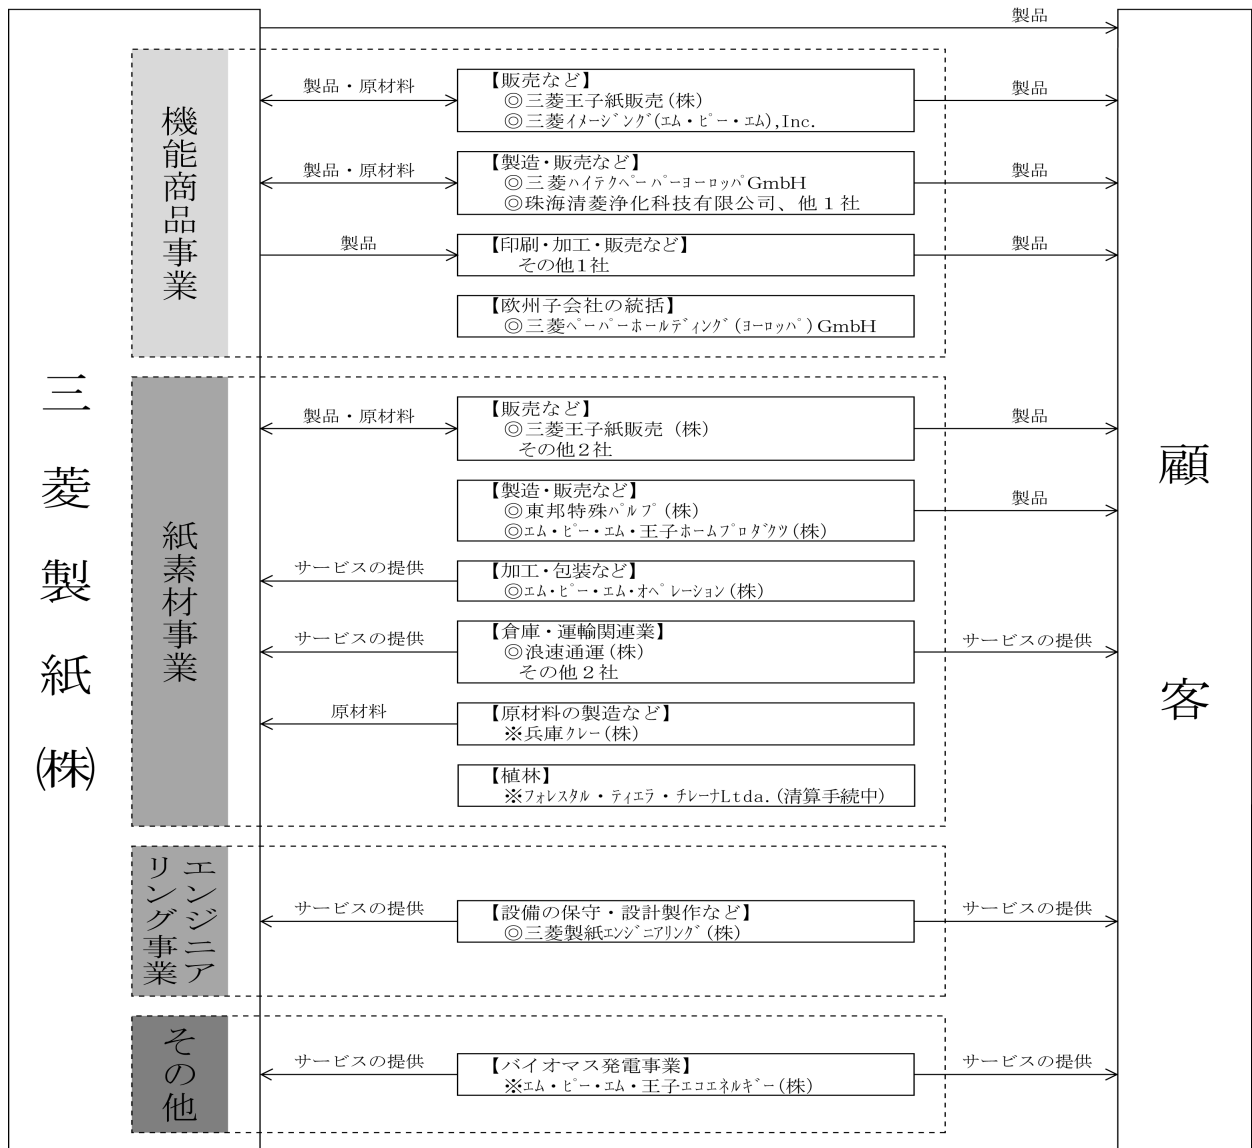 三菱製紙(株)
顧客
製品
機能商品事業
製品・原材料
【販売など】
◎三菱王子紙販売(株)
◎三菱ｲﾒｰｼﾞﾝｸﾞ(ｴﾑ・ﾋﾟｰ・ｴﾑ),Inc.
製品
製品・原材料
【製造・販売など】
◎三菱ﾊｲﾃｸﾍﾟｰﾊﾟｰﾖｰﾛｯﾊﾟGmbH
◎珠海清菱浄化科技有限公司、他１社
製品
製品
【印刷・加工・販売など】
その他１社
製品
【欧州子会社の統括】
◎三菱ﾍﾟｰﾊﾟｰﾎｰﾙﾃﾞｨﾝｸﾞ(ﾖｰﾛｯﾊﾟ)GmbH
紙素材事業
製品・原材料
【販売など】
◎三菱王子紙販売（株）
その他２社
製品
【製造・販売など】
◎東邦特殊ﾊﾟﾙﾌﾟ(株)
◎ｴﾑ・ﾋﾟｰ・ｴﾑ・王子ﾎｰﾑﾌﾟﾛﾀﾞｸﾂ(株)
製品
サービスの提供
【加工・包装など】
◎ｴﾑ・ﾋﾟｰ・ｴﾑ・ｵﾍﾟﾚｰｼｮﾝ(株)
サービスの提供
【倉庫・運輸関連業】
◎浪速通運(株)
その他２社
サービスの提供
原材料
【原材料の製造など】
※兵庫ｸﾚｰ(株)
【植林】
※ﾌｫﾚｽﾀﾙ・ﾃｨｴﾗ・ﾁﾚｰﾅLtda.(清算手続中)
エンジニア
リング事業
サービスの提供
【設備の保守・設計製作など】
◎三菱製紙ｴﾝｼﾞﾆｱﾘﾝｸﾞ(株)
サービスの提供
その他
サービスの提供
【バイオマス発電事業】
※ｴﾑ・ﾋﾟｰ・ｴﾑ・王子ｴｺｴﾈﾙｷﾞｰ(株)
サービスの提供